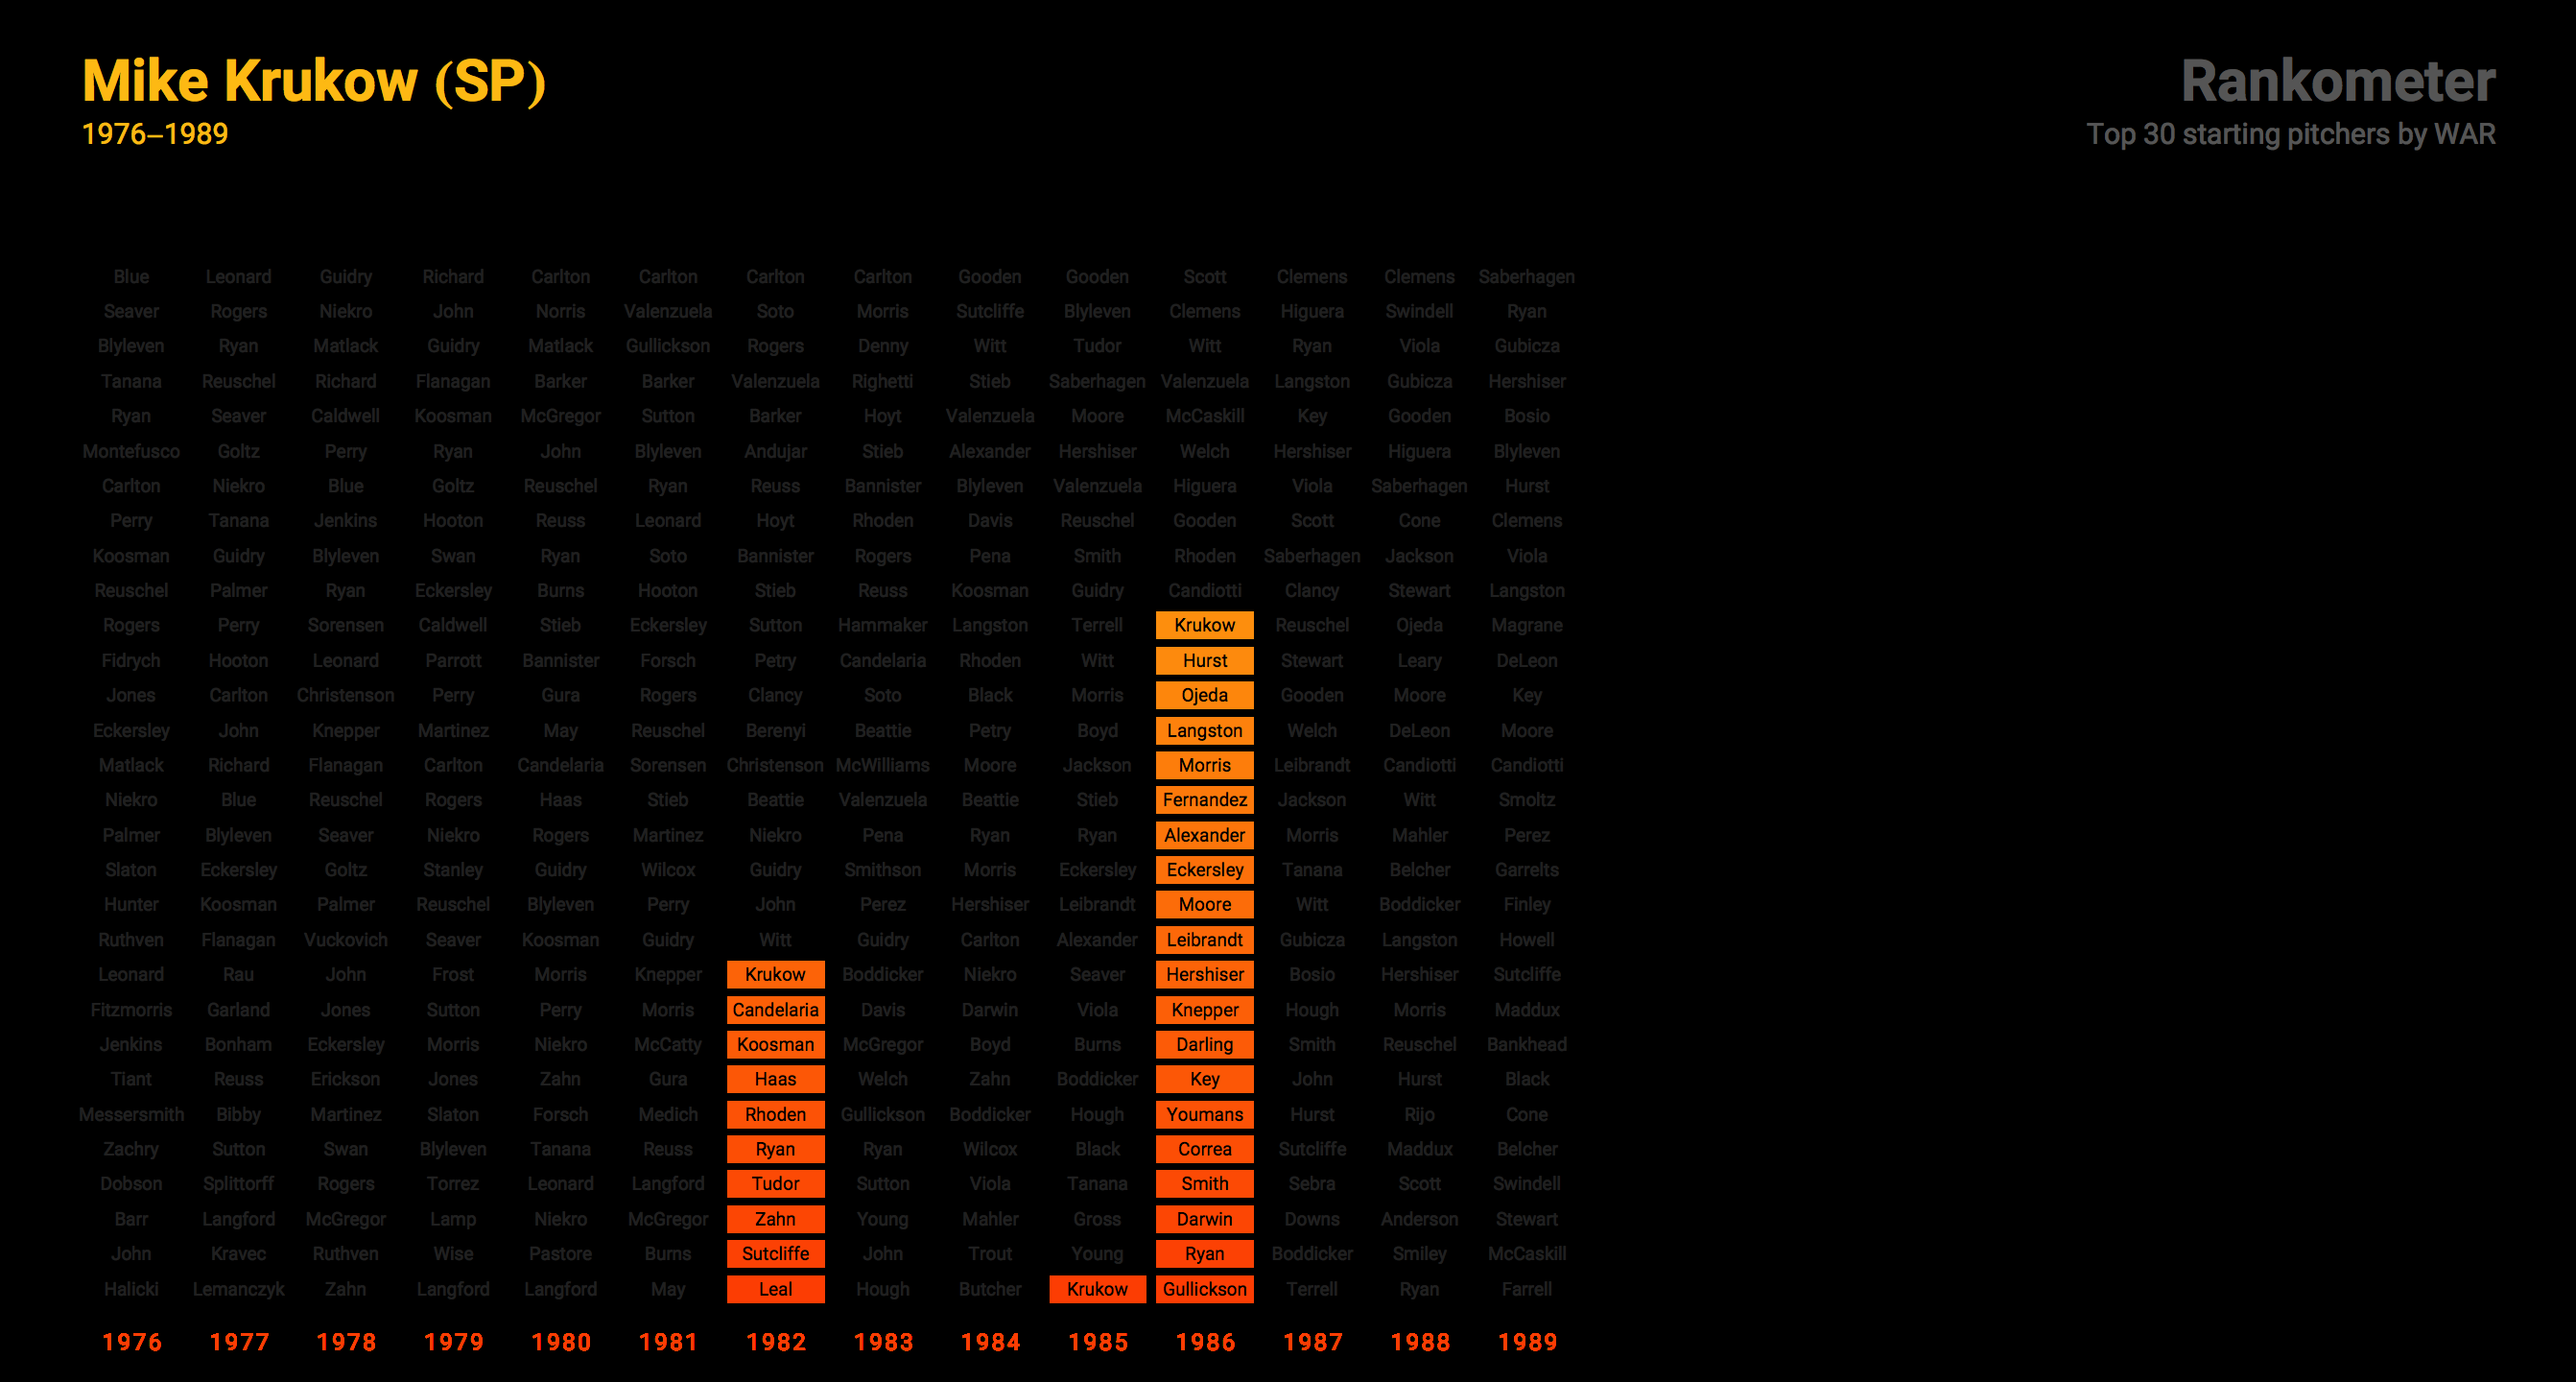 Mike Krukow (SP)
1976–1989
Rankometer
Top 30 starting pitchers by WAR
Blue Leonard Guidry Richard Carlton Carlton Carlton Carlton Gooden Gooden Scott Clemens Clemens Saberhagen
Seaver Rogers Niekro John Norris Valenzuela Soto Morris Sutcliffe Blyleven Clemens Higuera Swindell Ryan
Blyleven Ryan Matlack Guidry Matlack Gullickson Rogers Denny Witt Tudor Witt Ryan Viola Gubicza
Tanana Reuschel Richard Flanagan Barker Barker Valenzuela Righetti Stieb Saberhagen Valenzuela Langston Gubicza Hershiser
Ryan Seaver Caldwell Koosman McGregor Sutton Barker Hoyt Valenzuela Moore McCaskill Key Gooden Bosio
Montefusco Goltz Perry Ryan John Blyleven Andujar Stieb Alexander Hershiser Welch Hershiser Higuera Blyleven
Carlton Niekro Blue Goltz Reuschel Ryan Reuss Bannister Blyleven Valenzuela Higuera Viola Saberhagen Hurst
Perry Tanana Jenkins Hooton Reuss Leonard Hoyt Rhoden Davis Reuschel Gooden Scott Cone Clemens
Koosman Guidry Blyleven Swan Ryan Soto Bannister Rogers Pena Smith Rhoden Saberhagen Jackson Viola
Reuschel Palmer Ryan Eckersley Burns Hooton Stieb Reuss Koosman Guidry Candiotti Clancy Stewart Langston
Rogers Perry Sorensen Caldwell Stieb Eckersley Sutton Hammaker Langston Terrell Krukow Reuschel Ojeda Magrane
Fidrych Hooton Leonard Parrott Bannister Forsch Petry Candelaria Rhoden Witt Hurst Stewart Leary DeLeon
Jones Carlton Christenson Perry Gura Rogers Clancy Soto Black Morris Ojeda Gooden Moore Key
Eckersley John Knepper Martinez May Reuschel Berenyi Beattie Petry Boyd Langston Welch DeLeon Moore
Matlack Richard Flanagan Carlton Candelaria Sorensen Christenson McWilliams Moore Jackson Morris Leibrandt Candiotti Candiotti
Niekro Blue Reuschel Rogers Haas Stieb Beattie Valenzuela Beattie Stieb Fernandez Jackson Witt Smoltz
Palmer Blyleven Seaver Niekro Rogers Martinez Niekro Pena Ryan Ryan Alexander Morris Mahler Perez
Slaton Eckersley Goltz Stanley Guidry Wilcox Guidry Smithson Morris Eckersley Eckersley Tanana Belcher Garrelts
Hunter Koosman Palmer Reuschel Blyleven Perry John Perez Hershiser Leibrandt Moore Witt Boddicker Finley
Ruthven Flanagan Vuckovich Seaver Koosman Guidry Witt Guidry Carlton Alexander Leibrandt Gubicza Langston Howell
Leonard Rau John Frost Morris Knepper Krukow Boddicker Niekro Seaver Hershiser Bosio Hershiser Sutcliffe
Fitzmorris Garland Jones Sutton Perry Morris Candelaria Davis Darwin Viola Knepper Hough Morris Maddux
Jenkins Bonham Eckersley Morris Niekro McCatty Koosman McGregor Boyd Burns Darling Smith Reuschel Bankhead
Tiant Reuss Erickson Jones Zahn Gura Haas Welch Zahn Boddicker Key John Hurst Black
Messersmith Bibby Martinez Slaton Forsch Medich Rhoden Gullickson Boddicker Hough Youmans Hurst Rijo Cone
Zachry Sutton Swan Blyleven Tanana Reuss Ryan Ryan Wilcox Black Correa Sutcliffe Maddux Belcher
Dobson Splittorff Rogers Torrez Leonard Langford Tudor Sutton Viola Tanana Smith Sebra Scott Swindell
Barr Langford McGregor Lamp Niekro McGregor Zahn Young Mahler Gross Darwin Downs Anderson Stewart
John Kravec Ruthven Wise Pastore Burns Sutcliffe John Trout Young Ryan Boddicker Smiley McCaskill
Halicki Lemanczyk Zahn Langford Langford May Leal Hough Butcher Krukow Gullickson Terrell Ryan Farrell
1976 1977 1978 1979 1980 1981 1982 1983 1984 1985 1986 1987 1988 1989